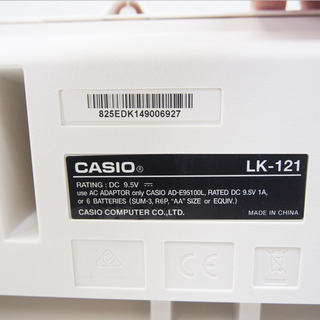 825EDK149006927
CASIO® LK-121
RATING : DC 9.5V ⎓
use AC ADAPTOR only CASIO AD-E95100L, RATED DC 9.5V 1A,
or 6 BATTERIES (SUM-3, R6P, "AA" SIZE or EQUIV.)
CASIO COMPUTER CO.,LTD. MADE IN CHINA
CE